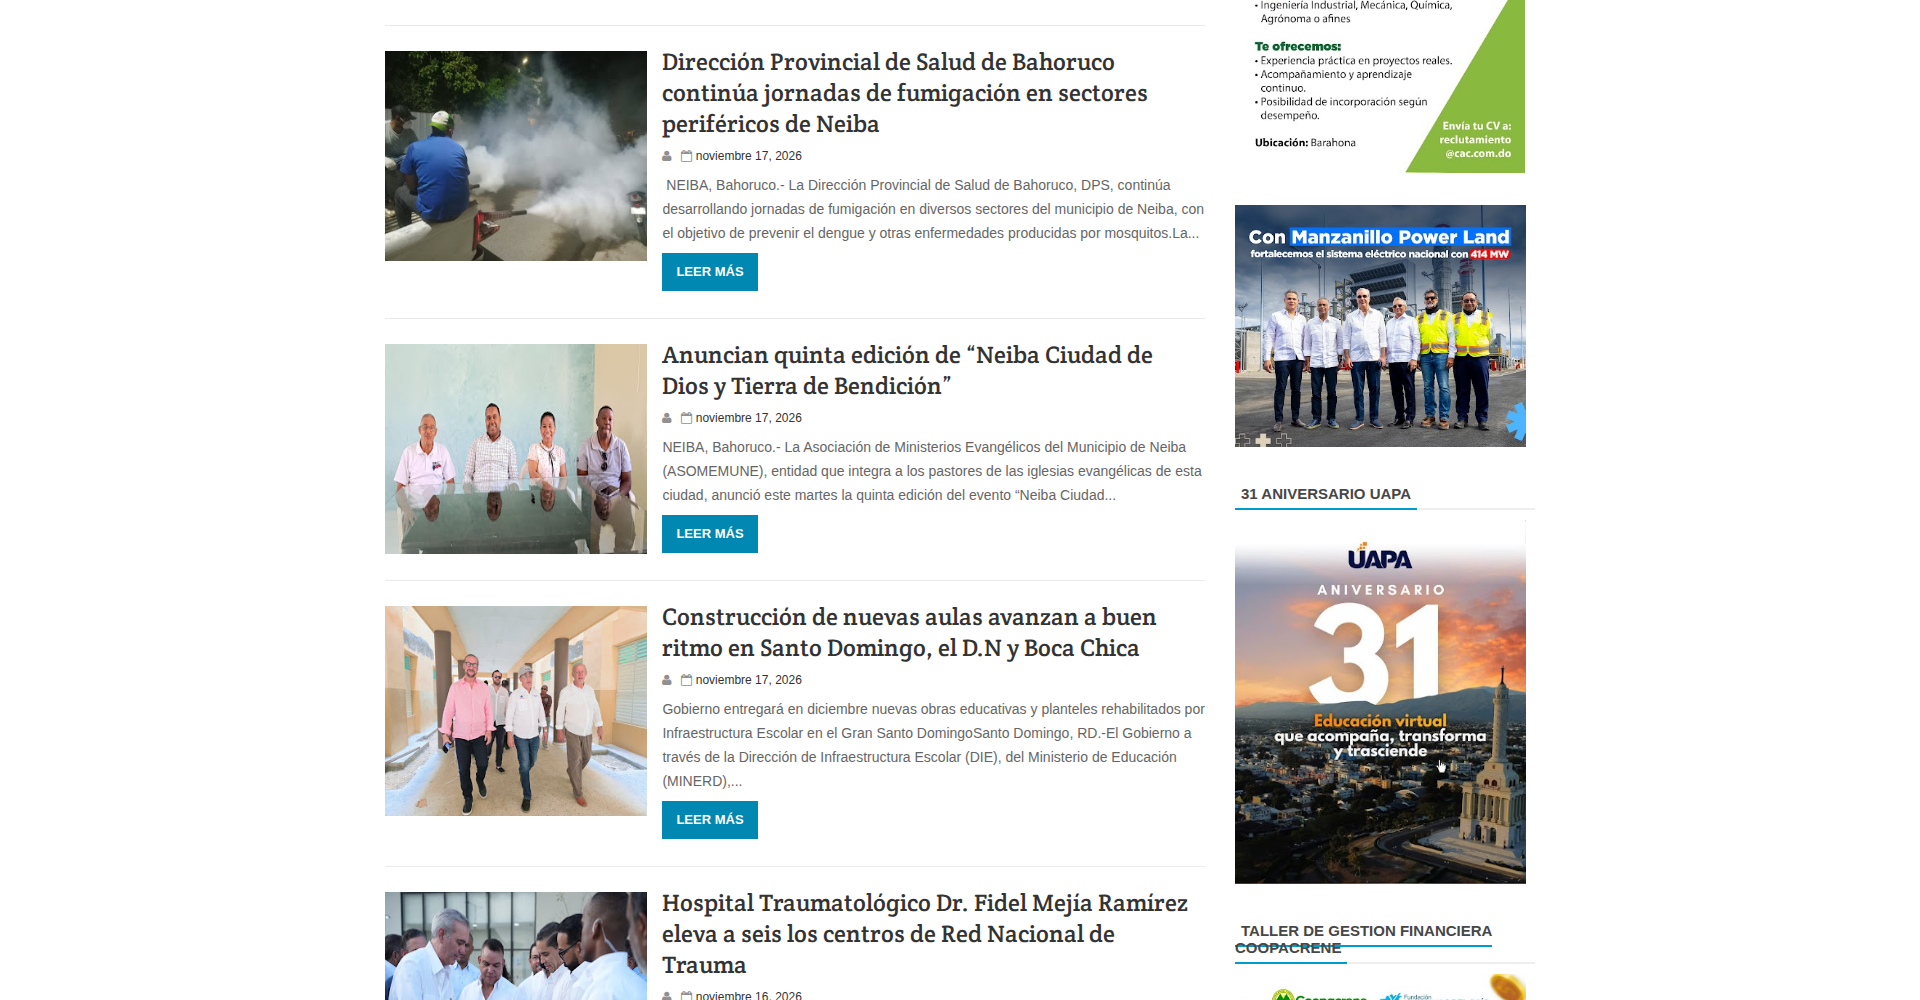 Dirección Provincial de Salud de Bahoruco
continúa jornadas de fumigación en sectores
periféricos de Neiba
noviembre 17, 2026
NEIBA, Bahoruco.- La Dirección Provincial de Salud de Bahoruco, DPS, continúa
desarrollando jornadas de fumigación en diversos sectores del municipio de Neiba, con
el objetivo de prevenir el dengue y otras enfermedades producidas por mosquitos.La...
LEER MÁS
Anuncian quinta edición de “Neiba Ciudad de
Dios y Tierra de Bendición”
noviembre 17, 2026
NEIBA, Bahoruco.- La Asociación de Ministerios Evangélicos del Municipio de Neiba
(ASOMEMUNE), entidad que integra a los pastores de las iglesias evangélicas de esta
ciudad, anunció este martes la quinta edición del evento “Neiba Ciudad...
LEER MÁS
Construcción de nuevas aulas avanzan a buen
ritmo en Santo Domingo, el D.N y Boca Chica
noviembre 17, 2026
Gobierno entregará en diciembre nuevas obras educativas y planteles rehabilitados por
Infraestructura Escolar en el Gran Santo DomingoSanto Domingo, RD.-El Gobierno a
través de la Dirección de Infraestructura Escolar (DIE), del Ministerio de Educación
(MINERD),...
LEER MÁS
Hospital Traumatológico Dr. Fidel Mejía Ramírez
eleva a seis los centros de Red Nacional de
Trauma
noviembre 16, 2026
• Ingeniería Industrial, Mecánica, Química,
Agrónoma o afines
Te ofrecemos:
• Experiencia práctica en proyectos reales.
• Acompañamiento y aprendizaje
continuo.
• Posibilidad de incorporación según
desempeño.
Ubicación: Barahona
Envía tu CV a:
reclutamiento
@cac.com.do
Con Manzanillo Power Land
fortalecemos el sistema eléctrico nacional con 414 MW
31 ANIVERSARIO UAPA
UAPA
ANIVERSARIO
31
Educación virtual
que acompaña, transforma
y trasciende
TALLER DE GESTION FINANCIERA
COOPACRENE
Coopacrene
Fundación